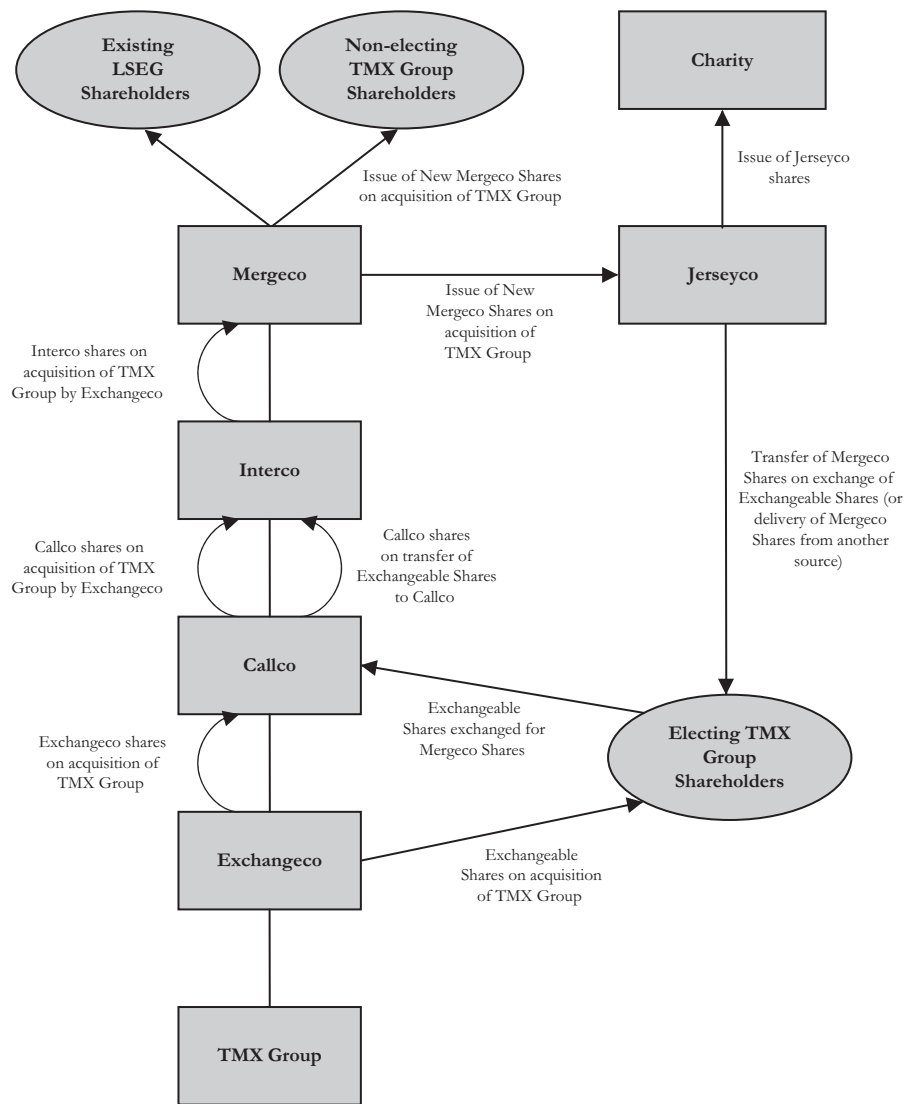 Existing
LSEG
Shareholders
Non-electing
TMX Group
Shareholders
Charity
Issue of New Mergeco Shares
on acquisition of TMX Group
Issue of Jerseyco
shares
Mergeco
Jerseyco
Issue of New
Mergeco Shares on
acquisition of
TMX Group
Interco shares on
acquisition of TMX
Group by Exchangeco
Interco
Transfer of Mergeco
Shares on exchange of
Exchangeable Shares (or
delivery of Mergeco
Shares from another
source)
Callco shares on
acquisition of TMX
Group by Exchangeco
Callco shares
on transfer of
Exchangeable Shares
to Callco
Callco
Exchangeable
Shares exchanged for
Mergeco Shares
Electing TMX
Group
Shareholders
Exchangeco shares
on acquisition of
TMX Group
Exchangeco
Exchangeable
Shares on acquisition
of TMX Group
TMX Group